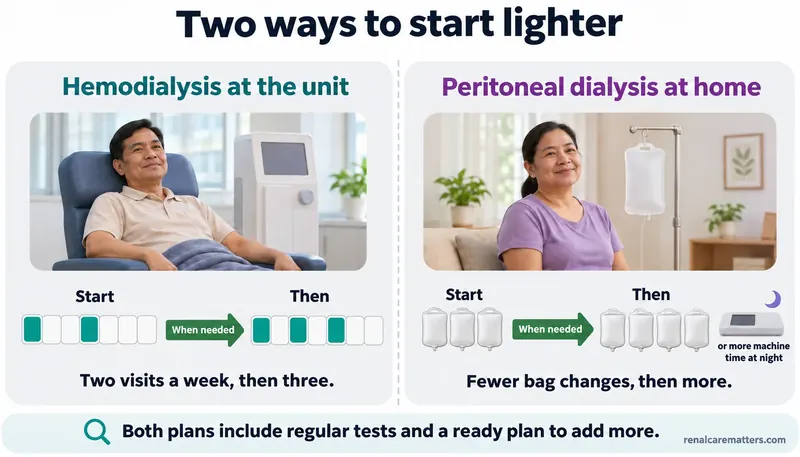 Two ways to start lighter
Hemodialysis at the unit
Start
When needed
Then
Two visits a week, then three.
Peritoneal dialysis at home
Start
When needed
Then
or more machine
time at night
Fewer bag changes, then more.
Both plans include regular tests and a ready plan to add more.
renalcarematters.com